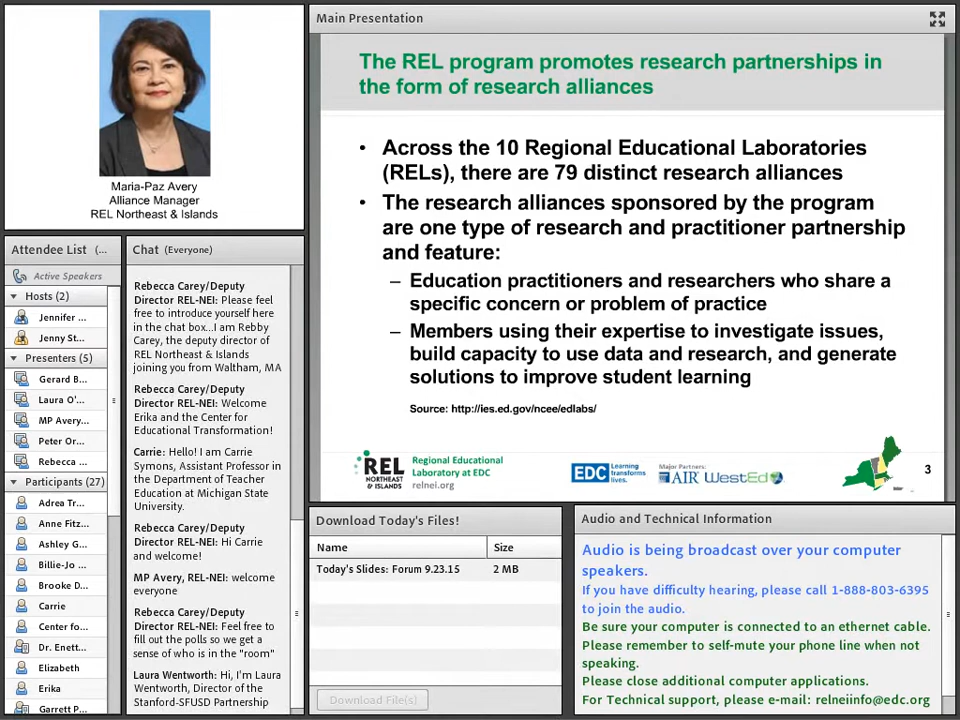 Maria-Paz Avery
Alliance Manager
REL Northeast & Islands
Attendee List (...
Active Speakers
Hosts (2)
Jennifer ...
Jenny St...
Presenters (5)
Gerard B...
Laura O'...
MP Avery...
Peter Or...
Rebecca ...
Participants (27)
Adrea Tr...
Anne Fitz...
Ashley G...
Billie-Jo ...
Brooke D...
Carrie
Center fo...
Dr. Enett...
Elizabeth
Erika
Garrett P...
Chat (Everyone)
Rebecca Carey/Deputy
Director REL-NEI: Please feel
free to introduce yourself here
in the chat box...I am Rebby
Carey, the deputy director of
REL Northeast & Islands
joining you from Waltham, MA
Rebecca Carey/Deputy
Director REL-NEI: Welcome
Erika and the Center for
Educational Transformation!
Carrie: Hello! I am Carrie
Symons, Assistant Professor in
the Department of Teacher
Education at Michigan State
University.
Rebecca Carey/Deputy
Director REL-NEI: Hi Carrie
and welcome!
MP Avery, REL-NEI: welcome
everyone
Rebecca Carey/Deputy
Director REL-NEI: Feel free to
fill out the polls so we get a
sense of who is in the "room"
Laura Wentworth: Hi, I'm Laura
Wentworth, Director of the
Stanford-SFUSD Partnership
Main Presentation
The REL program promotes research partnerships in
the form of research alliances
• Across the 10 Regional Educational Laboratories
(RELs), there are 79 distinct research alliances
• The research alliances sponsored by the program
are one type of research and practitioner partnership
and feature:
– Education practitioners and researchers who share a
specific concern or problem of practice
– Members using their expertise to investigate issues,
build capacity to use data and research, and generate
solutions to improve student learning
Source: http://ies.ed.gov/ncee/edlabs/
REL
NORTHEAST
& ISLANDS
Regional Educational
Laboratory at EDC
relnei.org
EDC Learning
transforms
lives.
Major Partners:
AIR WestEd
3
Download Today's Files!
Name Size
Today's Slides: Forum 9.23.15 2 MB
Download File(s)
Audio and Technical Information
Audio is being broadcast over your computer
speakers.
If you have difficulty hearing, please call 1-888-803-6395
to join the audio.
Be sure your computer is connected to an ethernet cable.
Please remember to self-mute your phone line when not
speaking.
Please close additional computer applications.
For Technical support, please e-mail: relneiinfo@edc.org